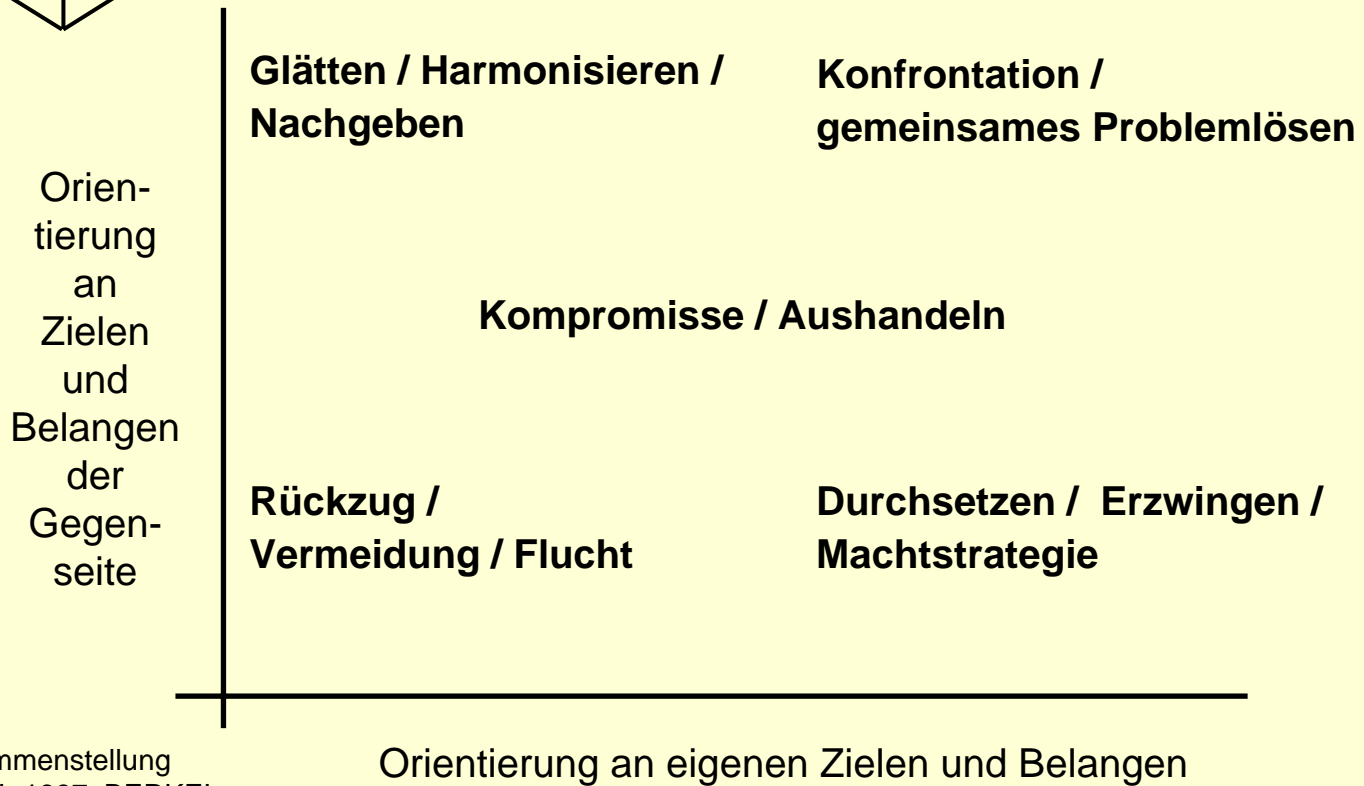 Glätten / Harmonisieren /
Nachgeben
Konfrontation /
gemeinsames Problemlösen
Orien-
tierung
an
Zielen
und
Belangen
der
Gegen-
seite
Kompromisse / Aushandeln
Rückzug /
Vermeidung / Flucht
Durchsetzen / Erzwingen /
Machtstrategie
Orientierung an eigenen Zielen und Belangen
mmenstellung